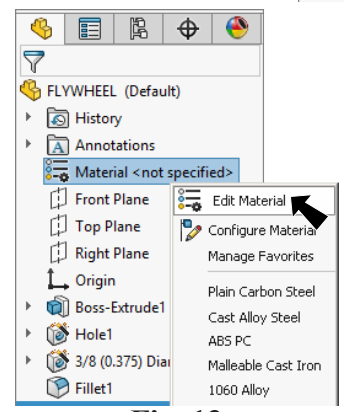 FLYWHEEL (Default)
History
Annotations
Material <not specified>
Front Plane
Edit Material
Top Plane
Configure Material
Right Plane
Manage Favorites
Origin
Plain Carbon Steel
Boss-Extrude1
Cast Alloy Steel
Hole1
ABS PC
3/8 (0.375) Dia
Malleable Cast Iron
Fillet1
1060 Alloy